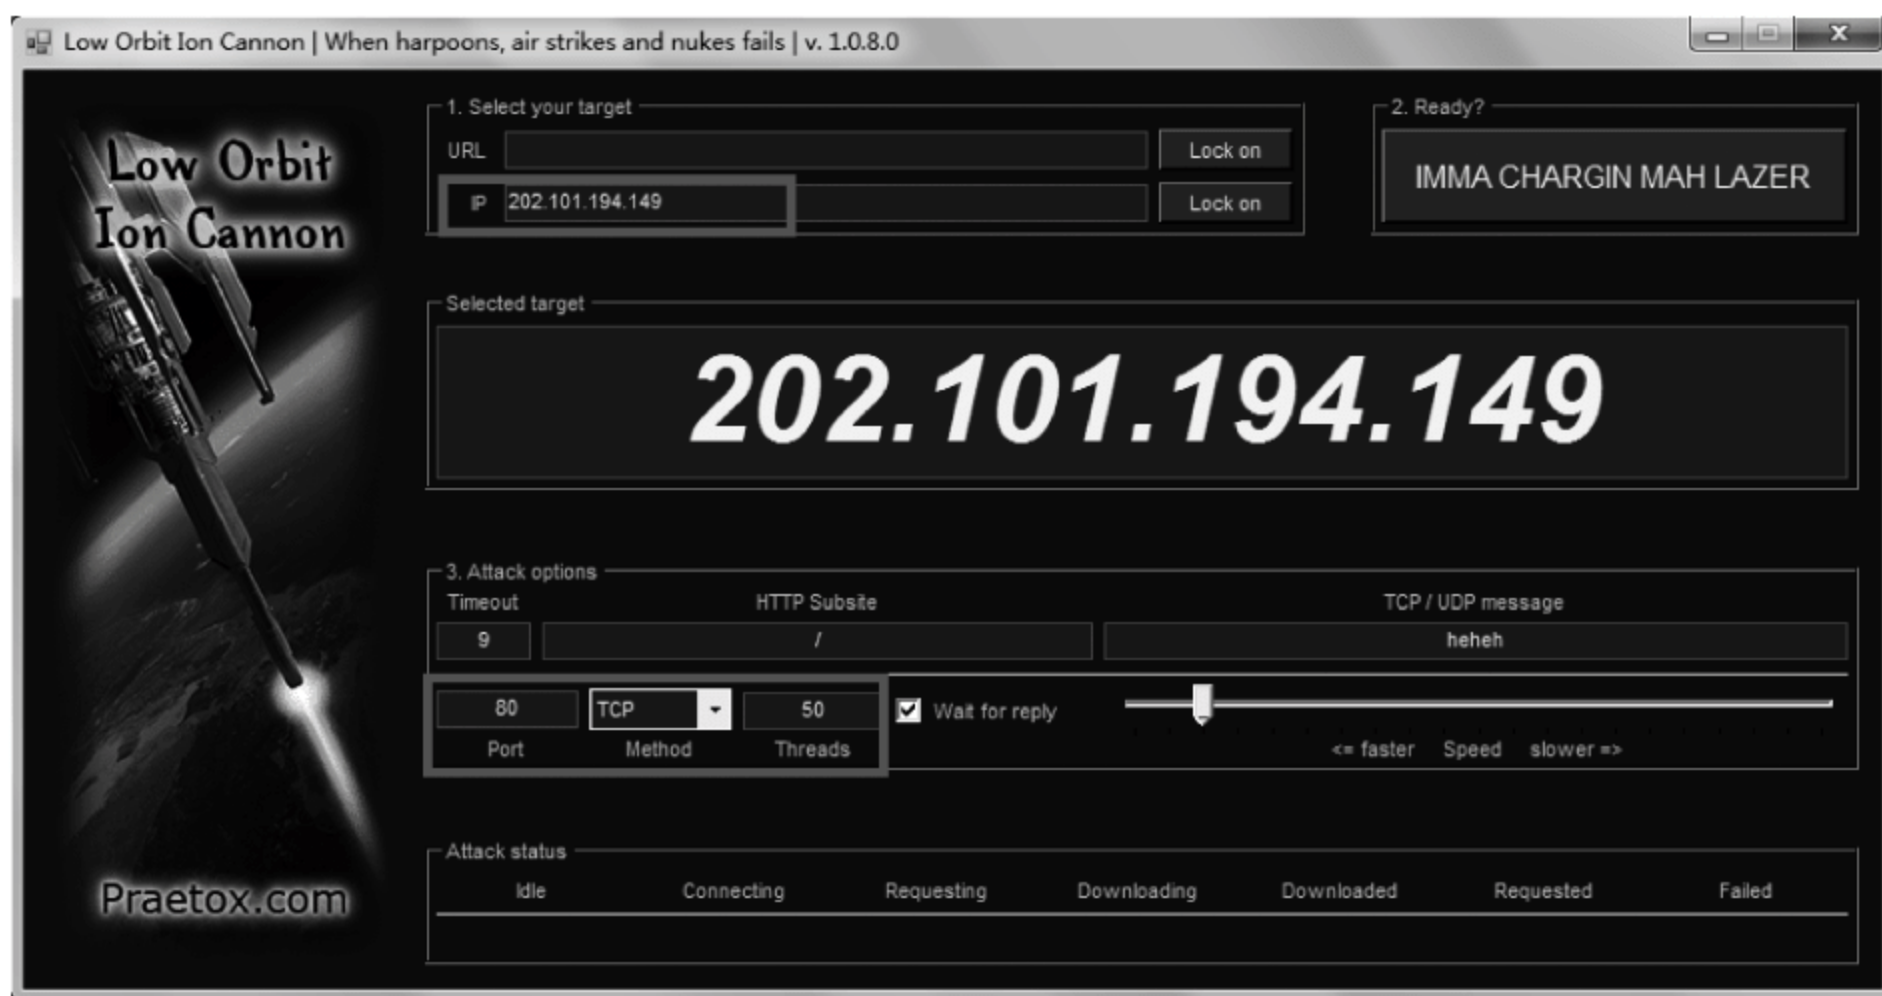 Low Orbit Ion Cannon | When harpoons, air strikes and nukes fails | v. 1.0.8.0
Low Orbit
Ion Cannon
Praetox.com
1. Select your target
URL
Lock on
IP 202.101.194.149
Lock on
2. Ready?
IMMA CHARGIN MAH LAZER
Selected target
202.101.194.149
3. Attack options
Timeout HTTP Subsite TCP / UDP message
9 / heheh
80 TCP 50 Wait for reply
Port Method Threads <= faster Speed slower =>
Attack status
Idle Connecting Requesting Downloading Downloaded Requested Failed